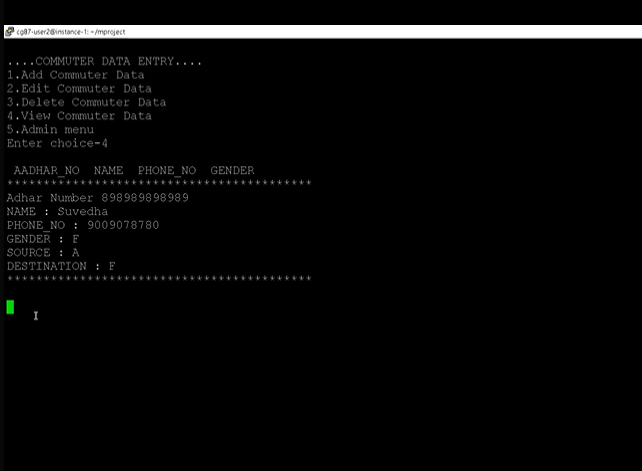 cg87-user2@instance-1: ~/mproject
....COMMUTER DATA ENTRY....
1.Add Commuter Data
2.Edit Commuter Data
3.Delete Commuter Data
4.View Commuter Data
5.Admin menu
Enter choice-4
AADHAR_NO NAME PHONE_NO GENDER
******************************************
Adhar Number 898989898989
NAME : Suvedha
PHONE_NO : 9009078780
GENDER : F
SOURCE : A
DESTINATION : F
******************************************